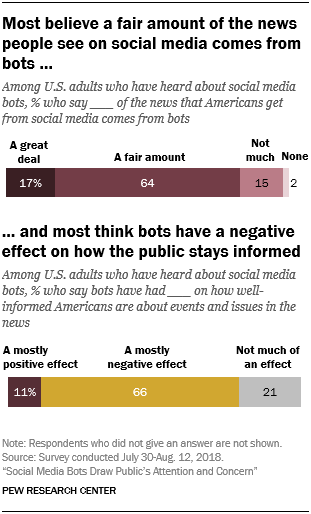 Most believe a fair amount of the news
people see on social media comes from
bots ...
Among U.S. adults who have heard about social media
bots, % who say ___ of the news that Americans get
from social media comes from bots
A great
deal
A fair amount
Not
much
None
17%
64
15
2
... and most think bots have a negative
effect on how the public stays informed
Among U.S. adults who have heard about social media
bots, % who say bots have had ___ on how well-
informed Americans are about events and issues in the
news
A mostly
positive effect
A mostly
negative effect
Not much of
an effect
11%
66
21
Note: Respondents who did not give an answer are not shown.
Source: Survey conducted July 30-Aug. 12, 2018.
“Social Media Bots Draw Public’s Attention and Concern”
PEW RESEARCH CENTER